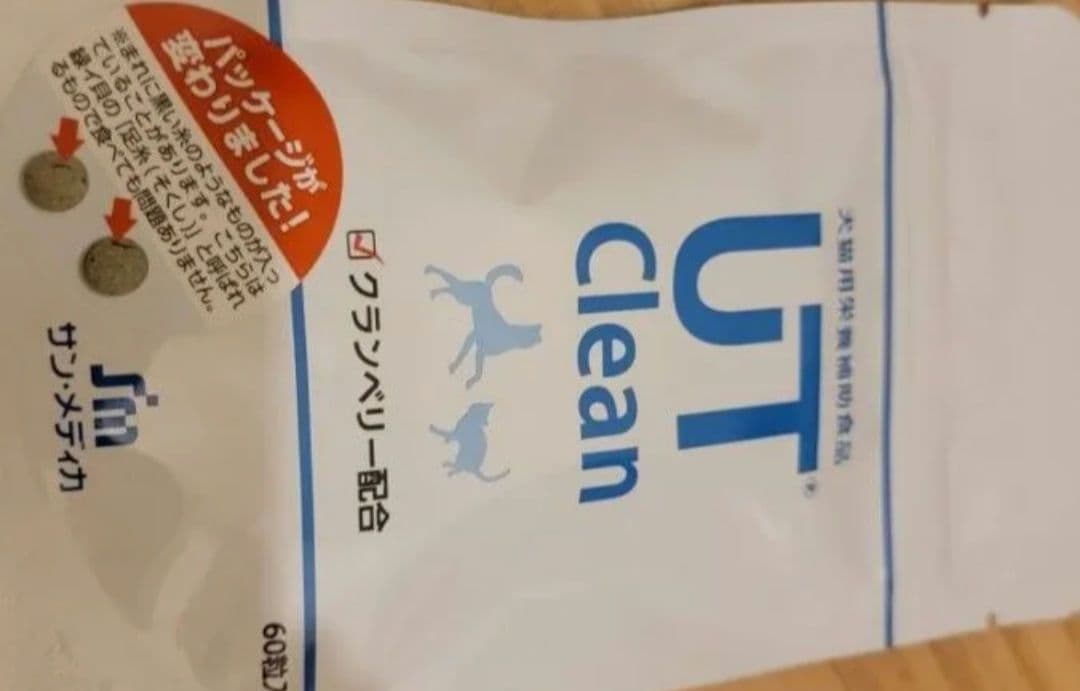 犬猫用栄養補助食品
UT®
Clean
クランベリー配合
パッケージが
変わりました!
※まれに黒い糸のようなものが入っ
ていることがあります。こちらは
緑イ貝の「足糸(そくし)」と呼ばれ
るもので食べても問題ありません。
sm
サン・メディカ
60粒入